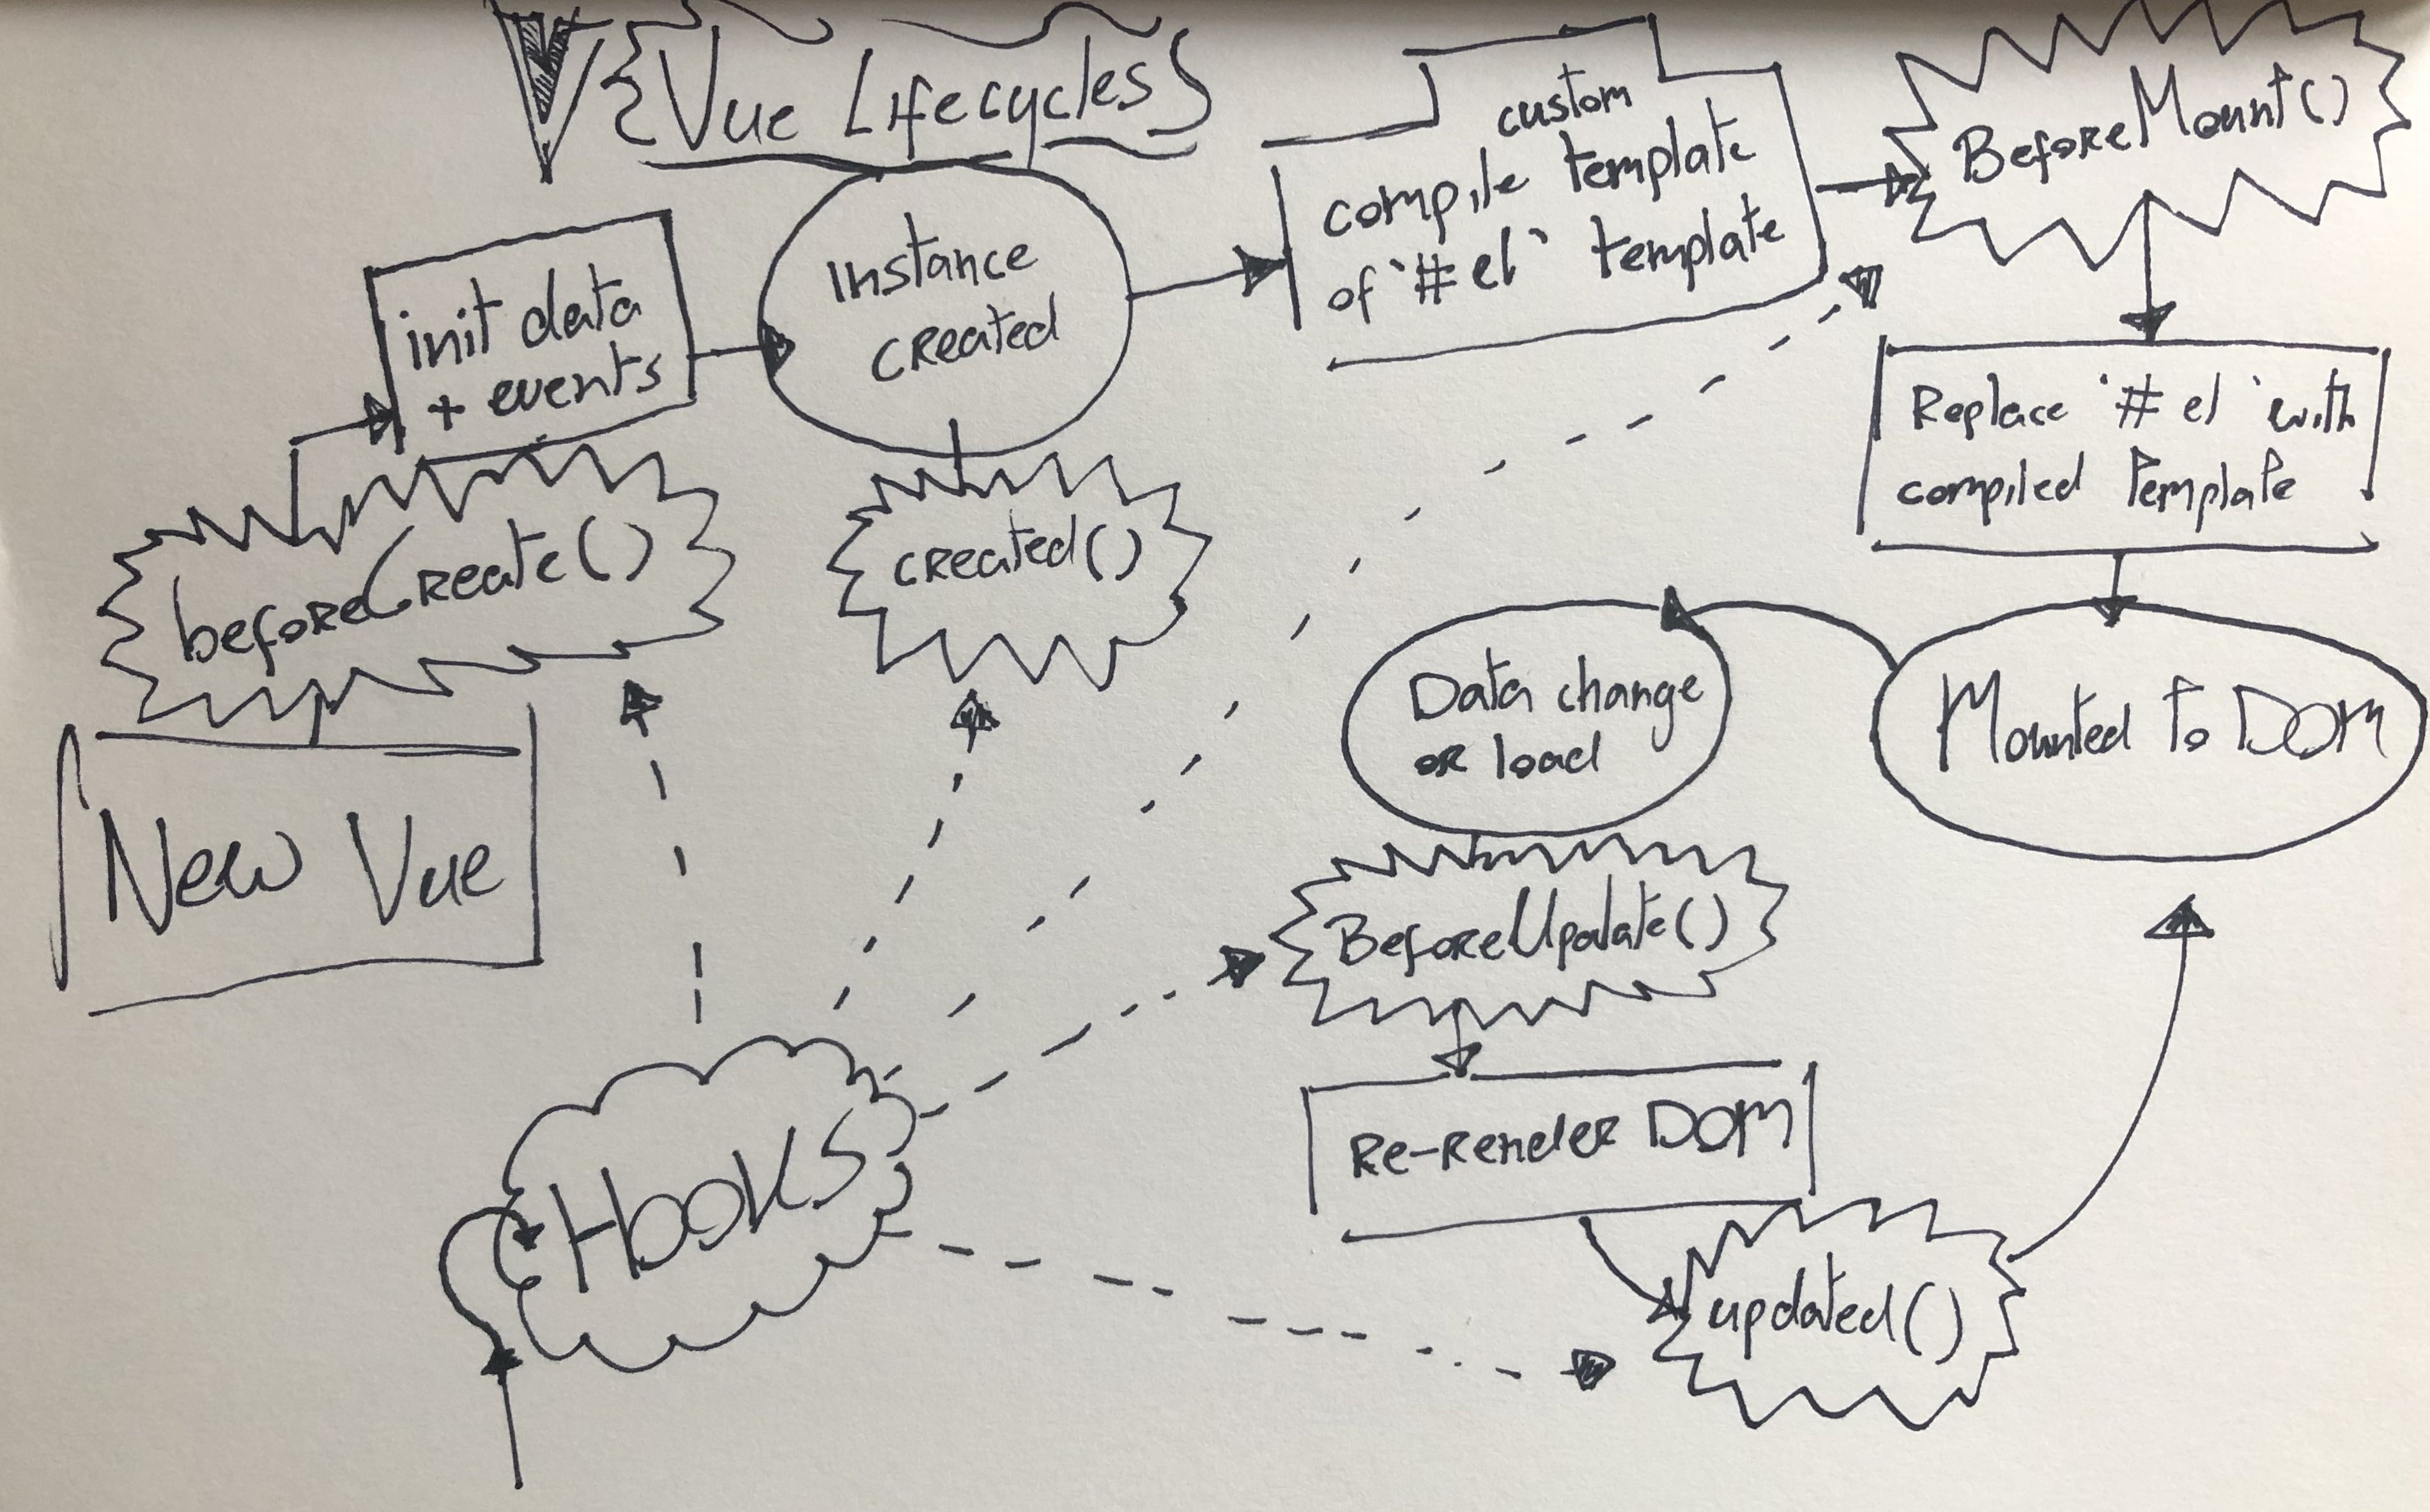 {Vue Lifecycles}
New Vue
beforeCreate()
init data
+ events
Instance
created
created()
custom
compile template
of `#el` template
BeforeMount()
Replace `#el` with
compiled Template
Mounted to DOM
Data change
or load
BeforeUpdate()
Re-Render DOM
updated()
Hooks